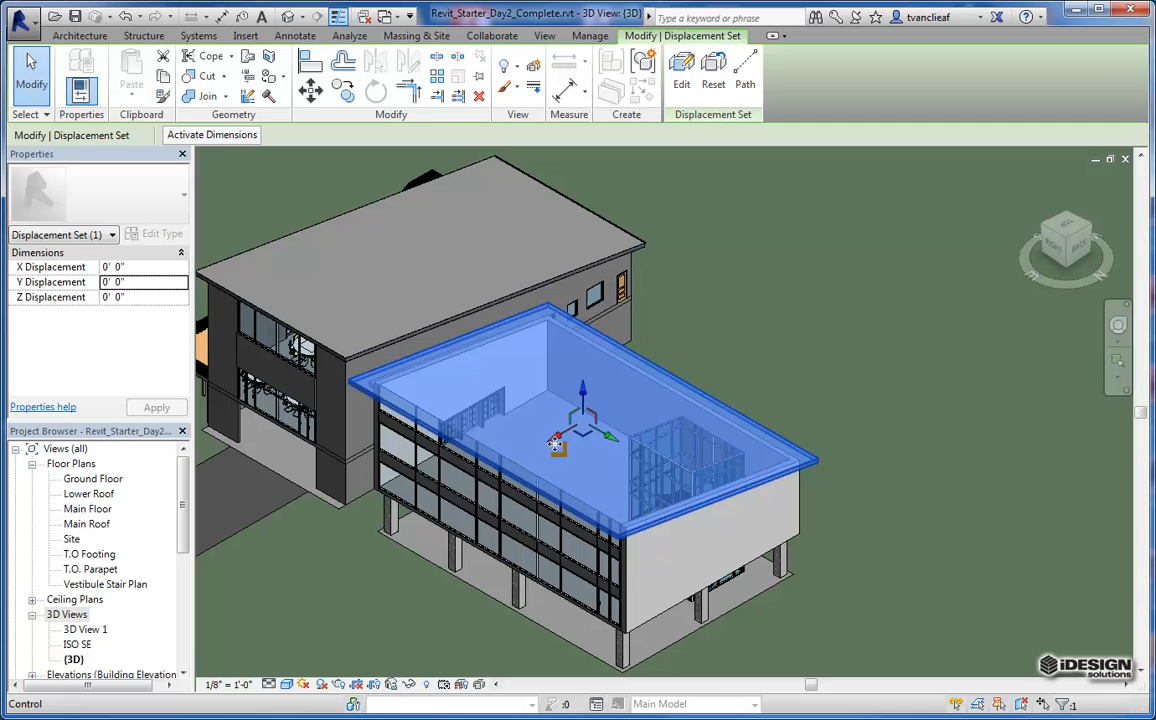 Revit_Starter_Day2_Complete.rvt - 3D View: {3D}
Type a keyword or phrase
tvanclieaf
Architecture Structure Systems Insert Annotate Analyze Massing & Site Collaborate View Manage Modify | Displacement Set
Modify
Properties
Paste
Cope
Cut
Join
Edit Reset Path
Select Properties Clipboard Geometry Modify View Measure Create Displacement Set
Modify | Displacement Set
Activate Dimensions
Properties
Displacement Set (1)
Edit Type
Dimensions
X Displacement 0' 0"
Y Displacement 0' 0"
Z Displacement 0' 0"
Properties help
Apply
Project Browser - Revit_Starter_Day2...
Views (all)
Floor Plans
Ground Floor
Lower Roof
Main Floor
Main Roof
Site
T.O Footing
T.O. Parapet
Vestibule Stair Plan
Ceiling Plans
3D Views
3D View 1
ISO SE
{3D}
Elevations (Building Elevation
RIGHT
BACK
iDESIGN
solutions
1/8" = 1'-0"
Control
:0
Main Model
:1